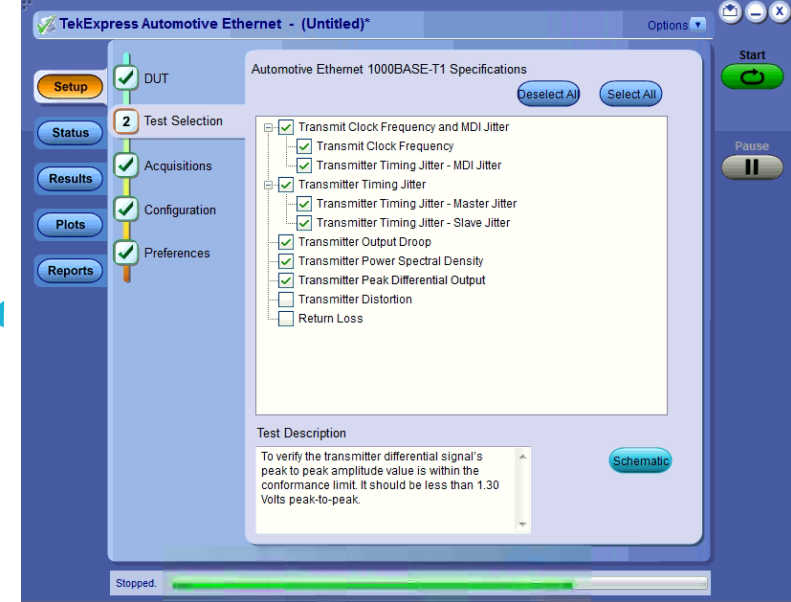 TekExpress Automotive Ethernet - (Untitled)*
Options
Start
Pause
Setup
Status
Results
Plots
Reports
DUT
2 Test Selection
Acquisitions
Configuration
Preferences
Automotive Ethernet 1000BASE-T1 Specifications
Deselect All
Select All
Transmit Clock Frequency and MDI Jitter
Transmit Clock Frequency
Transmitter Timing Jitter - MDI Jitter
Transmitter Timing Jitter
Transmitter Timing Jitter - Master Jitter
Transmitter Timing Jitter - Slave Jitter
Transmitter Output Droop
Transmitter Power Spectral Density
Transmitter Peak Differential Output
Transmitter Distortion
Return Loss
Test Description
To verify the transmitter differential signal's
peak to peak amplitude value is within the
conformance limit. It should be less than 1.30
Volts peak-to-peak.
Schematic
Stopped.